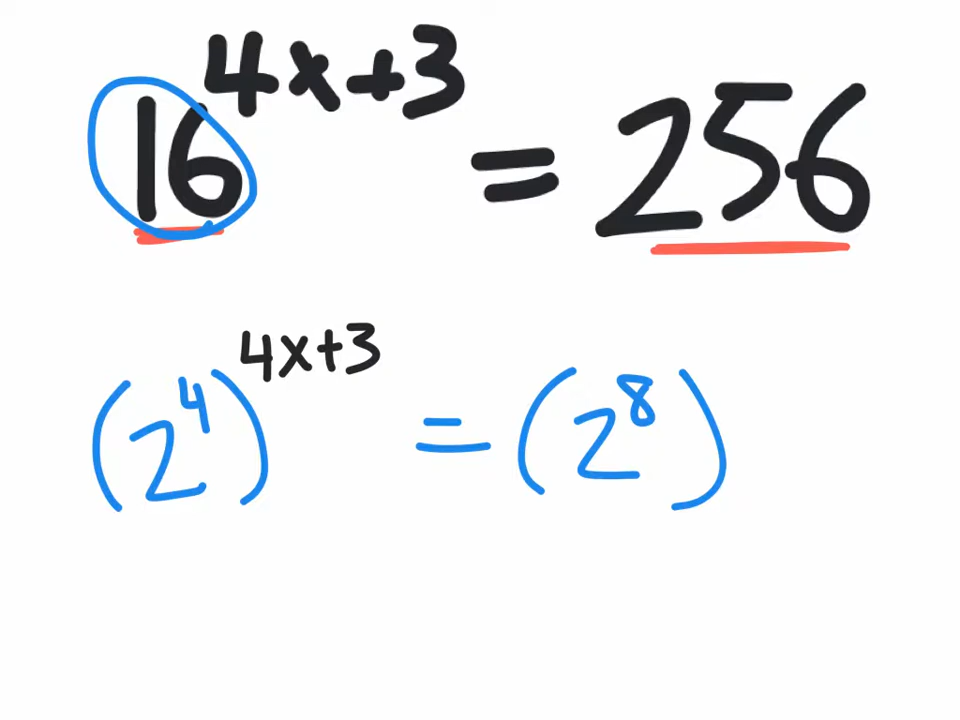 16^{4x+3} = 256
(2^4)^{4x+3} = (2^8)